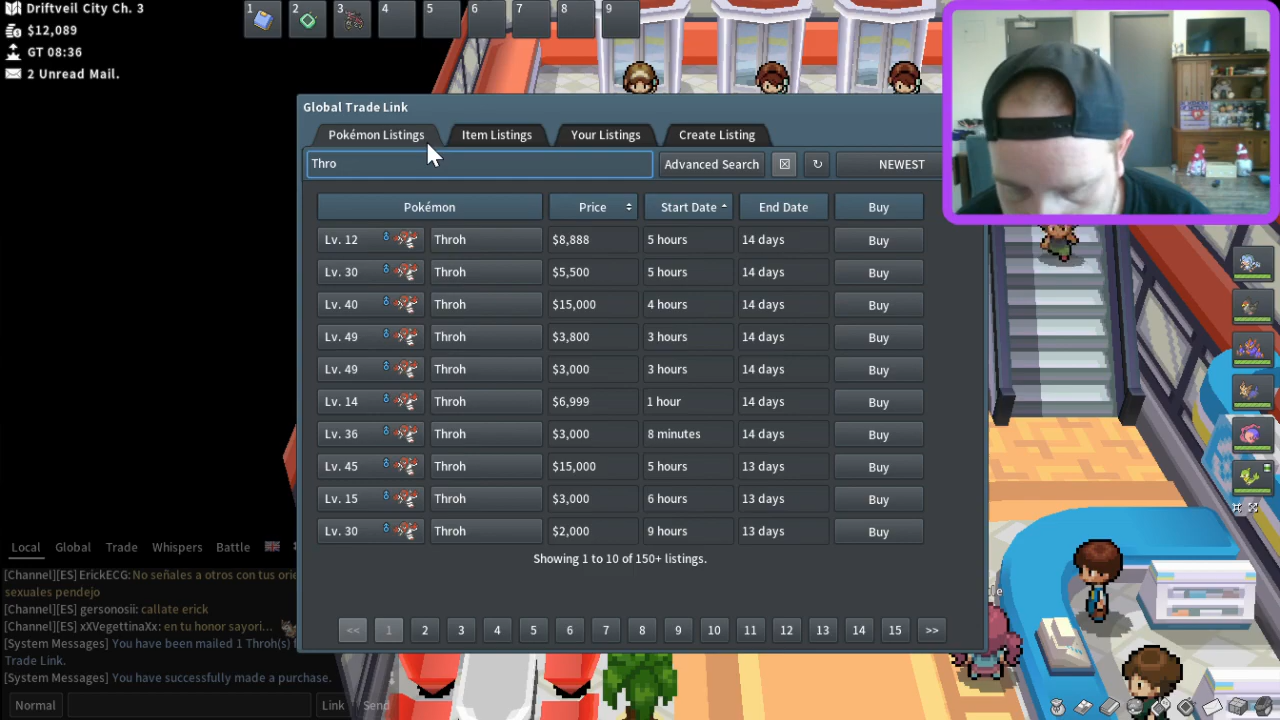 Driftveil City Ch. 3
$12,089
GT 08:36
2 Unread Mail.
1 2 3 4 5 6 7 8 9
Global Trade Link
Pokémon Listings Item Listings Your Listings Create Listing
Thro Advanced Search NEWEST
Pokémon Price Start Date End Date Buy
Lv. 12 Throh $8,888 5 hours 14 days Buy
Lv. 30 Throh $5,500 5 hours 14 days Buy
Lv. 40 Throh $15,000 4 hours 14 days Buy
Lv. 49 Throh $3,800 3 hours 14 days Buy
Lv. 49 Throh $3,000 3 hours 14 days Buy
Lv. 14 Throh $6,999 1 hour 14 days Buy
Lv. 36 Throh $3,000 8 minutes 14 days Buy
Lv. 45 Throh $15,000 5 hours 13 days Buy
Lv. 15 Throh $3,000 6 hours 13 days Buy
Lv. 30 Throh $2,000 9 hours 13 days Buy
Showing 1 to 10 of 150+ listings.
<< 1 2 3 4 5 6 7 8 9 10 11 12 13 14 15 >>
Local Global Trade Whispers Battle
[Channel][ES] ErickECG: No señales a otros con tus orie
sexuales pendejo
[Channel][ES] gersonosii: callate erick
[Channel][ES] xXVegettinaXx: en tu honor sayori...
[System Messages] You have been mailed 1 Throh(s)
Trade Link.
[System Messages] You have successfully made a purchase.
Normal Link Send